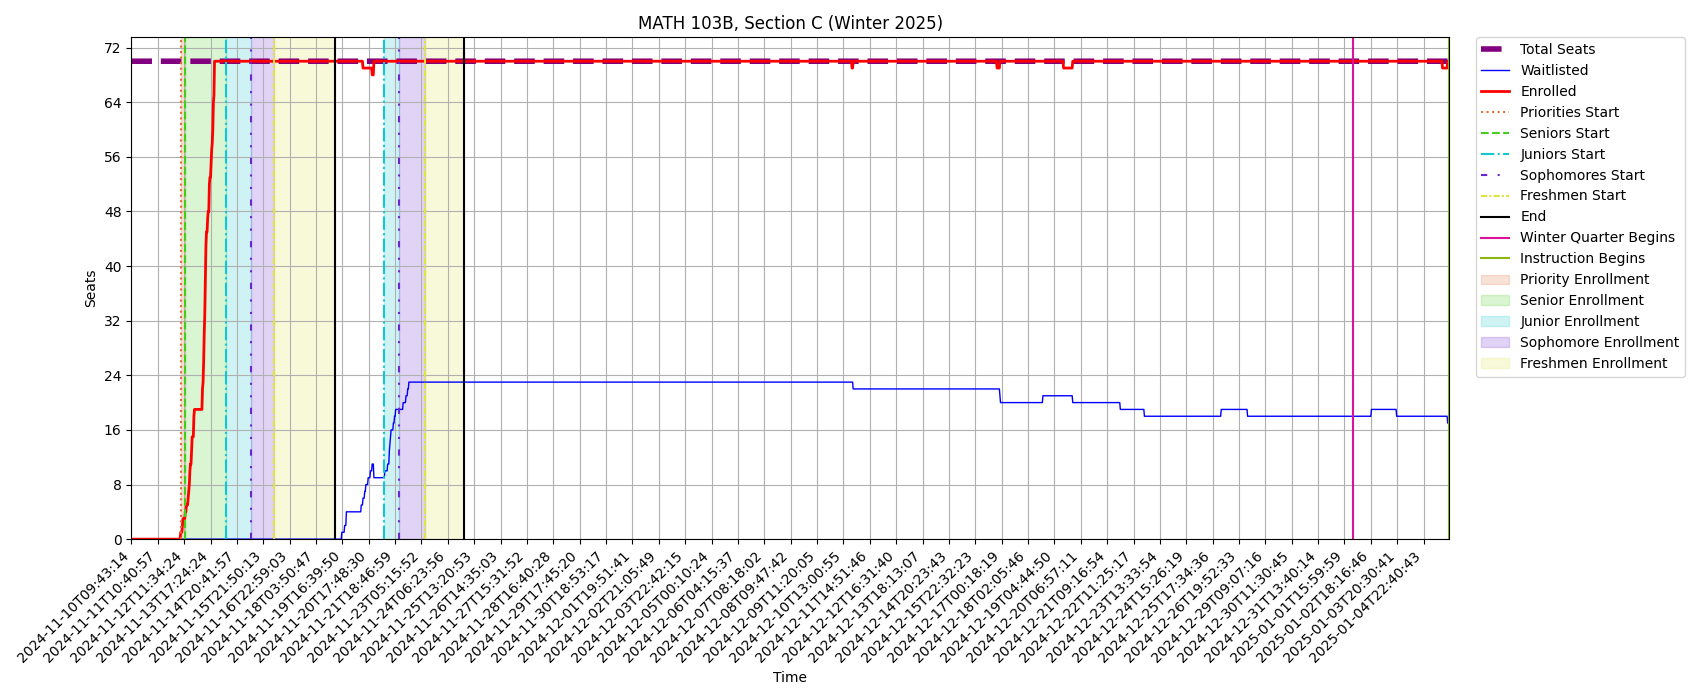 MATH 103B, Section C (Winter 2025)
Seats
72
64
56
48
40
32
24
16
8
0
2024-11-10T09:43:14
2024-11-11T10:40:57
2024-11-12T11:34:24
2024-11-13T17:24:24
2024-11-14T20:41:57
2024-11-15T21:50:13
2024-11-16T22:59:03
2024-11-18T03:50:47
2024-11-19T16:39:50
2024-11-20T17:48:30
2024-11-21T18:46:59
2024-11-23T05:15:52
2024-11-24T06:23:56
2024-11-26T13:20:53
2024-11-27T14:35:03
2024-11-27T15:31:52
2024-11-28T16:40:28
2024-11-29T17:45:20
2024-11-30T18:53:17
2024-12-01T19:51:41
2024-12-02T21:05:49
2024-12-03T22:42:15
2024-12-05T00:10:24
2024-12-06T04:15:37
2024-12-07T08:18:02
2024-12-08T09:47:42
2024-12-09T11:20:05
2024-12-10T13:00:55
2024-12-11T14:51:46
2024-12-12T16:31:40
2024-12-13T18:13:07
2024-12-14T20:23:43
2024-12-15T22:32:23
2024-12-17T00:18:19
2024-12-18T02:05:46
2024-12-19T04:44:50
2024-12-20T06:57:11
2024-12-21T09:16:54
2024-12-22T11:25:17
2024-12-23T13:33:54
2024-12-24T15:26:19
2024-12-25T17:34:36
2024-12-26T19:52:33
2024-12-29T09:07:16
2024-12-30T11:30:45
2024-12-31T13:40:14
2025-01-01T15:59:59
2025-01-02T18:16:46
2025-01-03T20:30:41
2025-01-04T22:40:43
Time
Total Seats
Waitlisted
Enrolled
Priorities Start
Seniors Start
Juniors Start
Sophomores Start
Freshmen Start
End
Winter Quarter Begins
Instruction Begins
Priority Enrollment
Senior Enrollment
Junior Enrollment
Sophomore Enrollment
Freshmen Enrollment